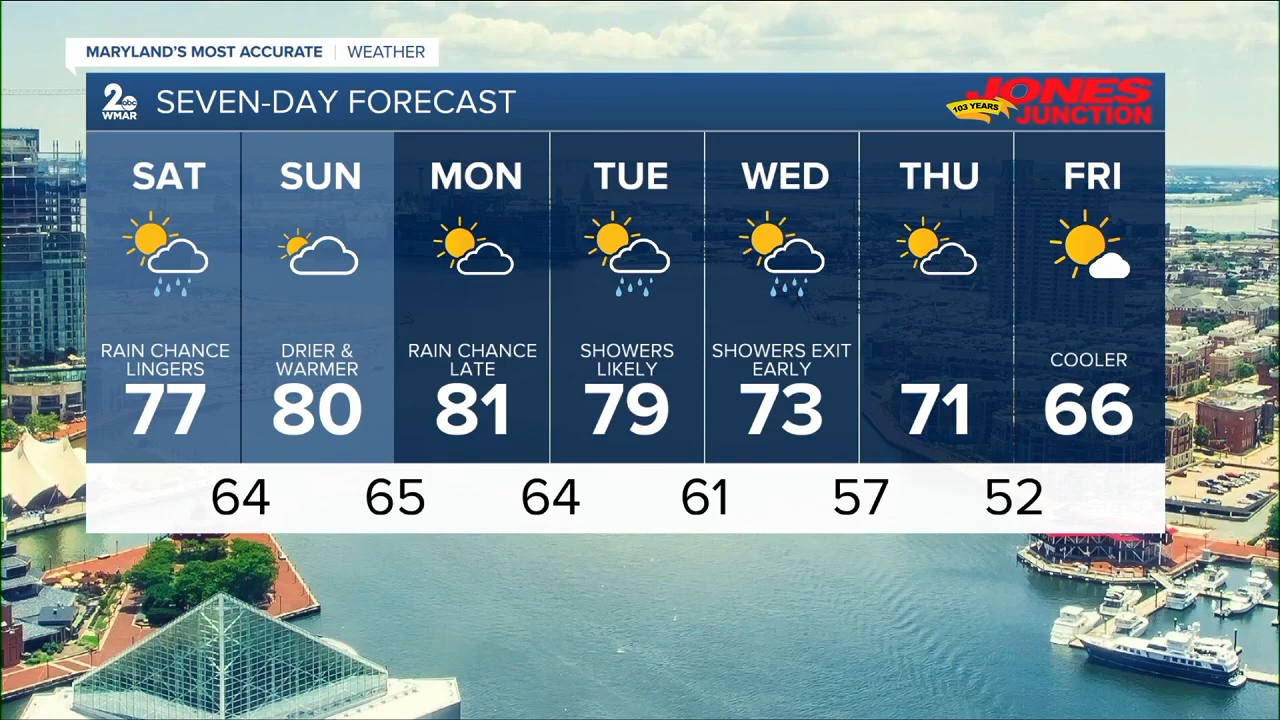 MARYLAND'S MOST ACCURATE | WEATHER
2 abc
WMAR
SEVEN-DAY FORECAST
103 YEARS
JONES
JUNCTION
SAT SUN MON TUE WED THU FRI
RAIN CHANCE LINGERS
DRIER & WARMER
RAIN CHANCE LATE
SHOWERS LIKELY
SHOWERS EXIT EARLY
COOLER
77 80 81 79 73 71 66
64 65 64 61 57 52